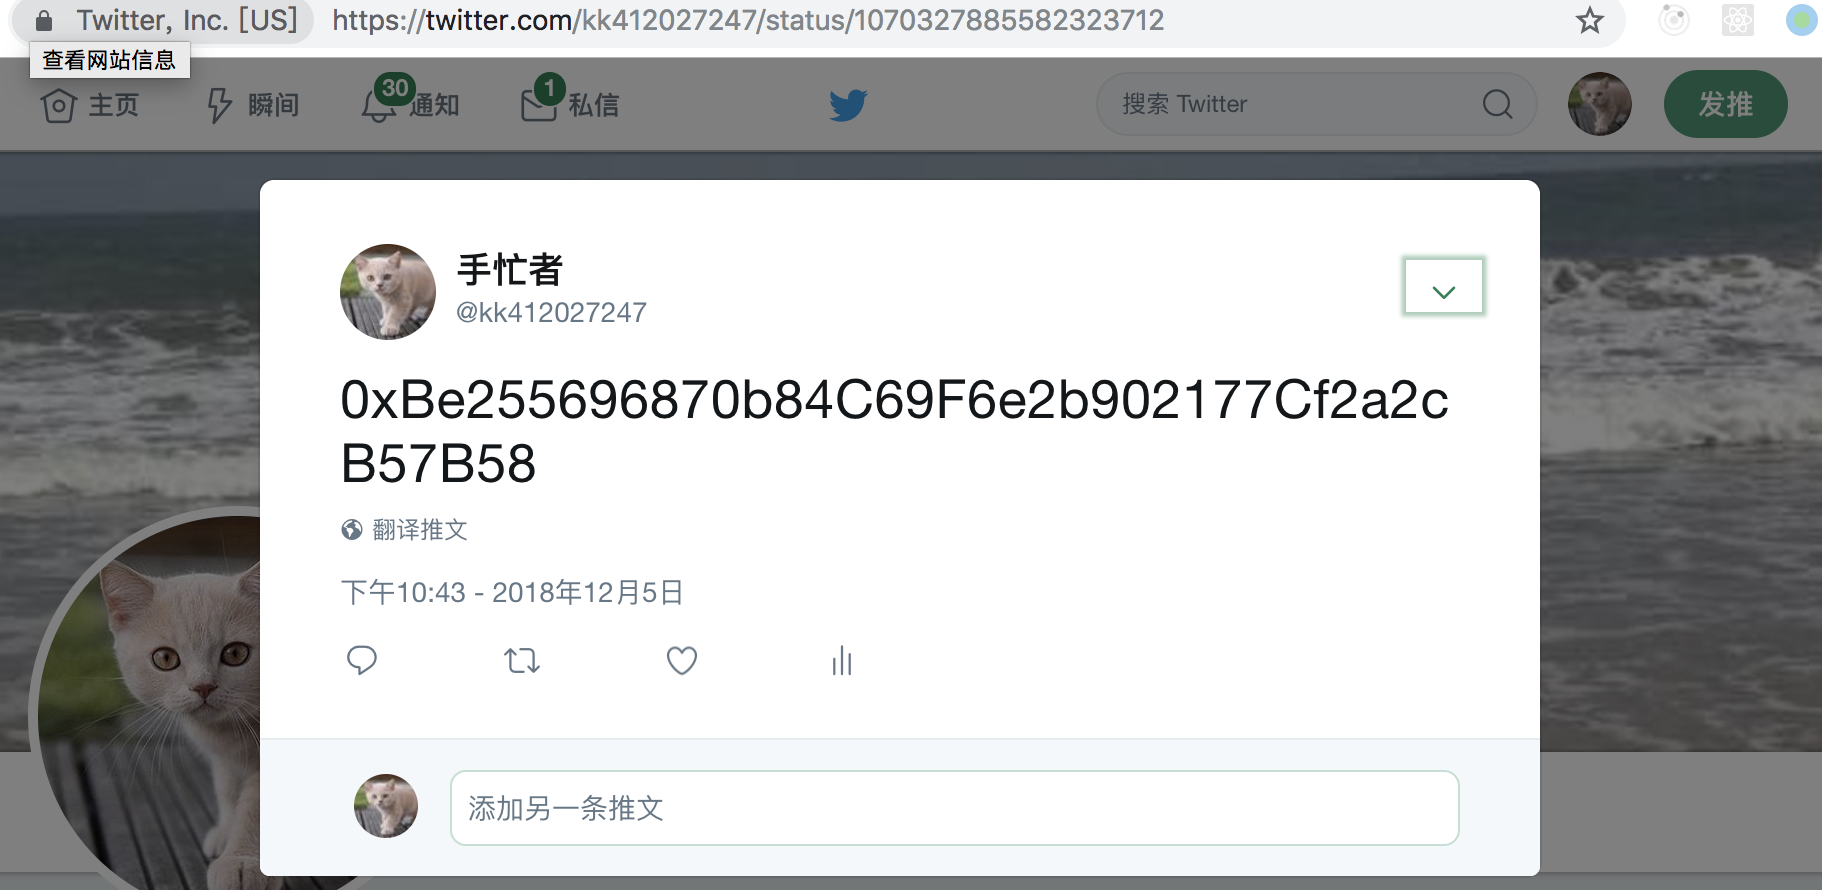 Twitter, Inc. [US]
https://twitter.com/kk412027247/status/1070327885582323712
查看网站信息
主页
瞬间
30
通知
1
私信
搜索 Twitter
发推
手忙者
@kk412027247
0xBe255696870b84C69F6e2b902177Cf2a2c
B57B58
翻译推文
下午10:43 - 2018年12月5日
添加另一条推文